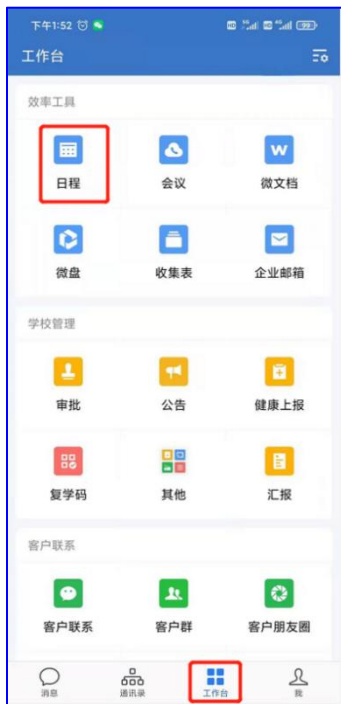 下午1:52
99
工作台
效率工具
日程 会议 微文档
微盘 收集表 企业邮箱
学校管理
审批 公告 健康上报
复学码 其他 汇报
客户联系
客户联系 客户群 客户朋友圈
消息 通讯录 工作台 我